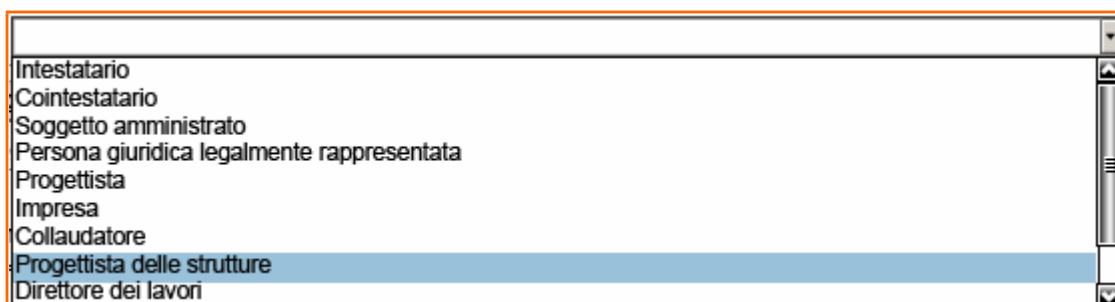 Intestatario
Cointestatario
Soggetto amministrato
Persona giuridica legalmente rappresentata
Progettista
Impresa
Collaudatore
Progettista delle strutture
Direttore dei lavori